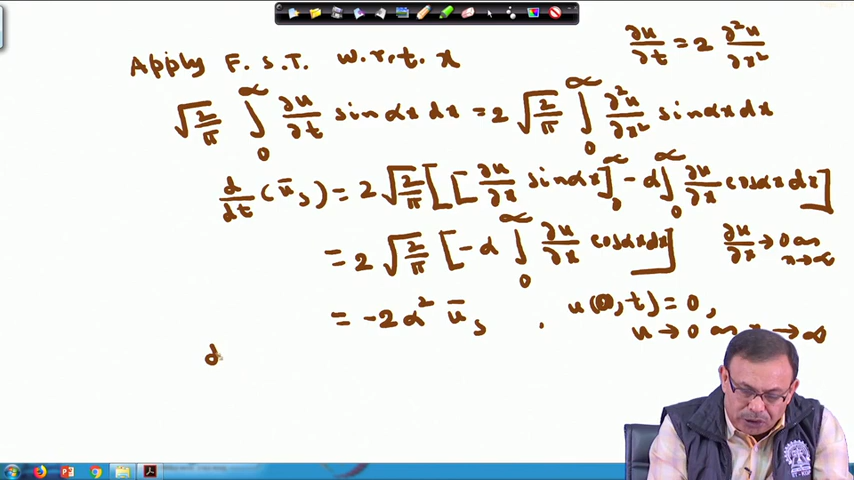 Apply F.S.T. w.r.t. x
∂u/∂t = 2 ∂²u/∂x²
√(2/π) ∫₀^∞ ∂u/∂t sin αx dx = 2 √(2/π) ∫₀^∞ ∂²u/∂x² sin αx dx
d/dt (ū_s) = 2 √(2/π) [ [ ∂u/∂x sin αx ]₀^∞ - α ∫₀^∞ ∂u/∂x cos αx dx ]
= 2 √(2/π) [ - α ∫₀^∞ ∂u/∂x cos αx dx ]
∂u/∂x → 0 as x → ∞
= -2α² ū_s . u(0, t) = 0,
u → 0 as x → ∞
d